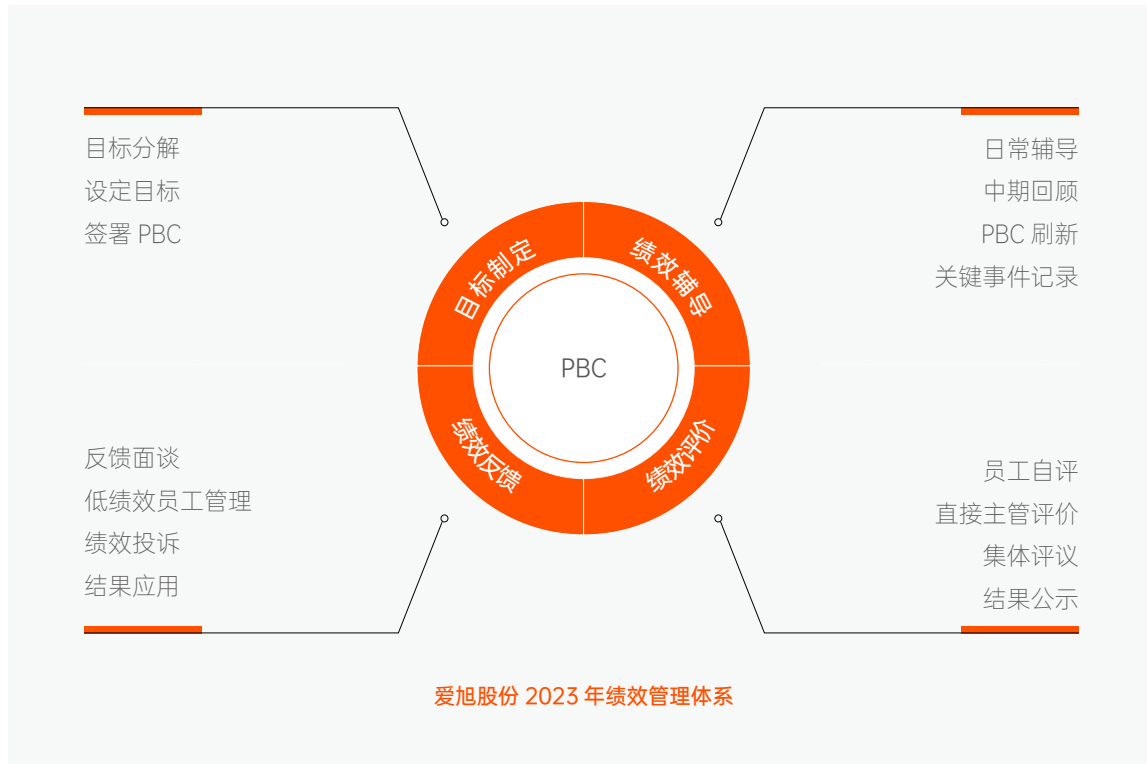 目标分解
设定目标
签署 PBC
日常辅导
中期回顾
PBC 刷新
关键事件记录
目标制定
绩效辅导
PBC
绩效反馈
绩效评价
反馈面谈
低绩效员工管理
绩效投诉
结果应用
员工自评
直接主管评价
集体评议
结果公示
爱旭股份 2023 年绩效管理体系